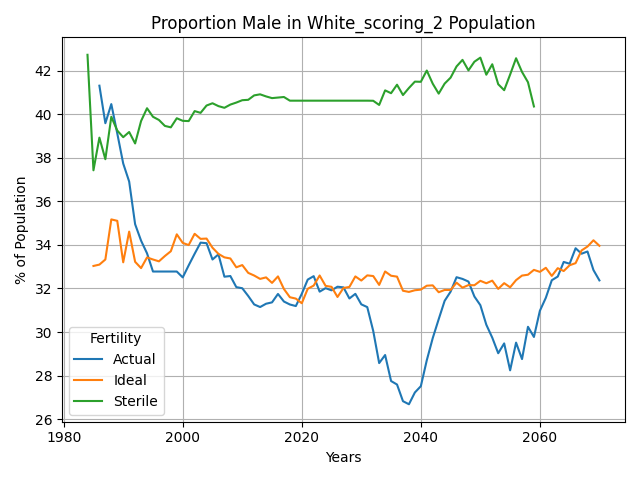 Proportion Male in White_scoring_2 Population
% of Population
42
40
38
36
34
32
30
28
26
Fertility
Actual
Ideal
Sterile
1980
2000
2020
2040
2060
Years